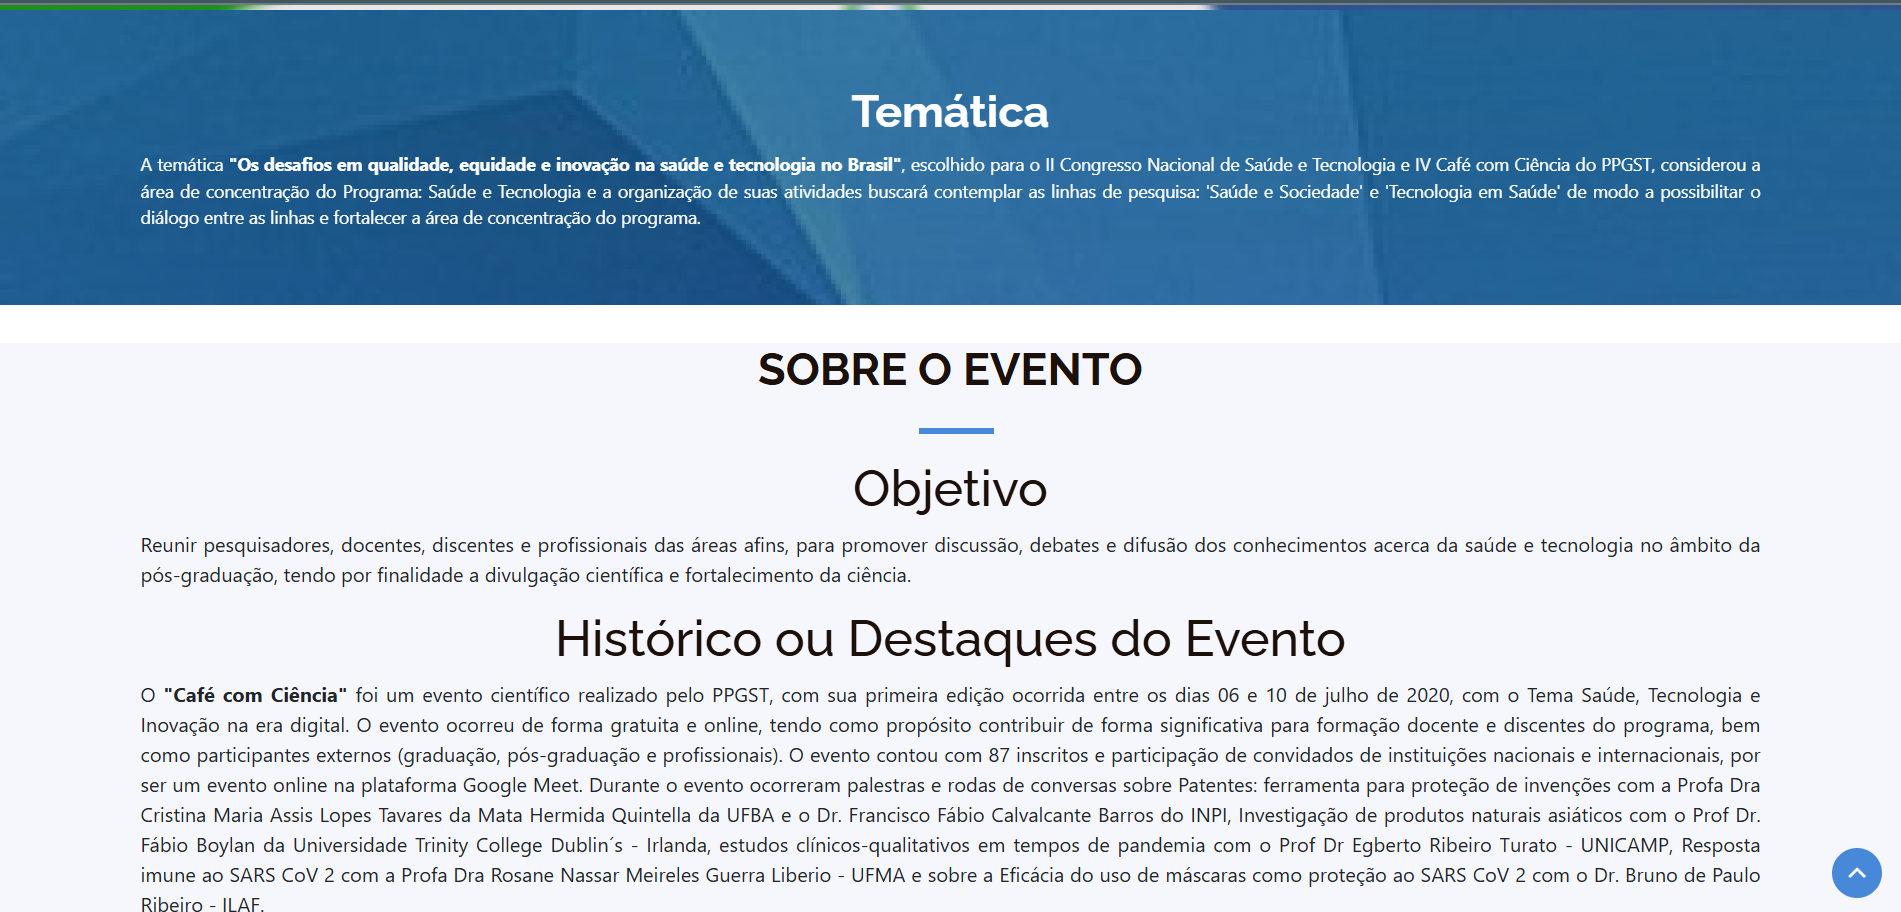 Temática
A temática "Os desafios em qualidade, equidade e inovação na saúde e tecnologia no Brasil", escolhido para o II Congresso Nacional de Saúde e Tecnologia e IV Café com Ciência do PPGST, considerou a
área de concentração do Programa: Saúde e Tecnologia e a organização de suas atividades buscará contemplar as linhas de pesquisa: 'Saúde e Sociedade' e 'Tecnologia em Saúde' de modo a possibilitar o
diálogo entre as linhas e fortalecer a área de concentração do programa.
SOBRE O EVENTO
Objetivo
Reunir pesquisadores, docentes, discentes e profissionais das áreas afins, para promover discussão, debates e difusão dos conhecimentos acerca da saúde e tecnologia no âmbito da
pós-graduação, tendo por finalidade a divulgação científica e fortalecimento da ciência.
Histórico ou Destaques do Evento
O "Café com Ciência" foi um evento científico realizado pelo PPGST, com sua primeira edição ocorrida entre os dias 06 e 10 de julho de 2020, com o Tema Saúde, Tecnologia e
Inovação na era digital. O evento ocorreu de forma gratuita e online, tendo como propósito contribuir de forma significativa para formação docente e discentes do programa, bem
como participantes externos (graduação, pós-graduação e profissionais). O evento contou com 87 inscritos e participação de convidados de instituições nacionais e internacionais, por
ser um evento online na plataforma Google Meet. Durante o evento ocorreram palestras e rodas de conversas sobre Patentes: ferramenta para proteção de invenções com a Profa Dra
Cristina Maria Assis Lopes Tavares da Mata Hermida Quintella da UFBA e o Dr. Francisco Fábio Calvalcante Barros do INPI, Investigação de produtos naturais asiáticos com o Prof Dr.
Fábio Boylan da Universidade Trinity College Dublin´s - Irlanda, estudos clínicos-qualitativos em tempos de pandemia com o Prof Dr Egberto Ribeiro Turato - UNICAMP, Resposta
imune ao SARS CoV 2 com a Profa Dra Rosane Nassar Meireles Guerra Liberio - UFMA e sobre a Eficácia do uso de máscaras como proteção ao SARS CoV 2 com o Dr. Bruno de Paulo
Ribeiro - ILAF.